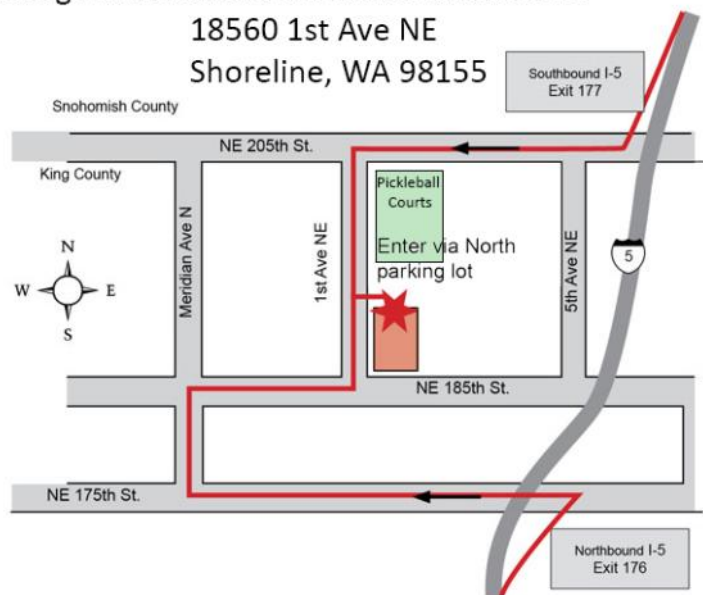 18560 1st Ave NE
Shoreline, WA 98155
Southbound I-5
Exit 177
Snohomish County
NE 205th St.
King County
Pickleball
Courts
Meridian Ave N
1st Ave NE
Enter via North
parking lot
5th Ave NE
5
N
W
E
S
NE 185th St.
NE 175th St.
Northbound I-5
Exit 176